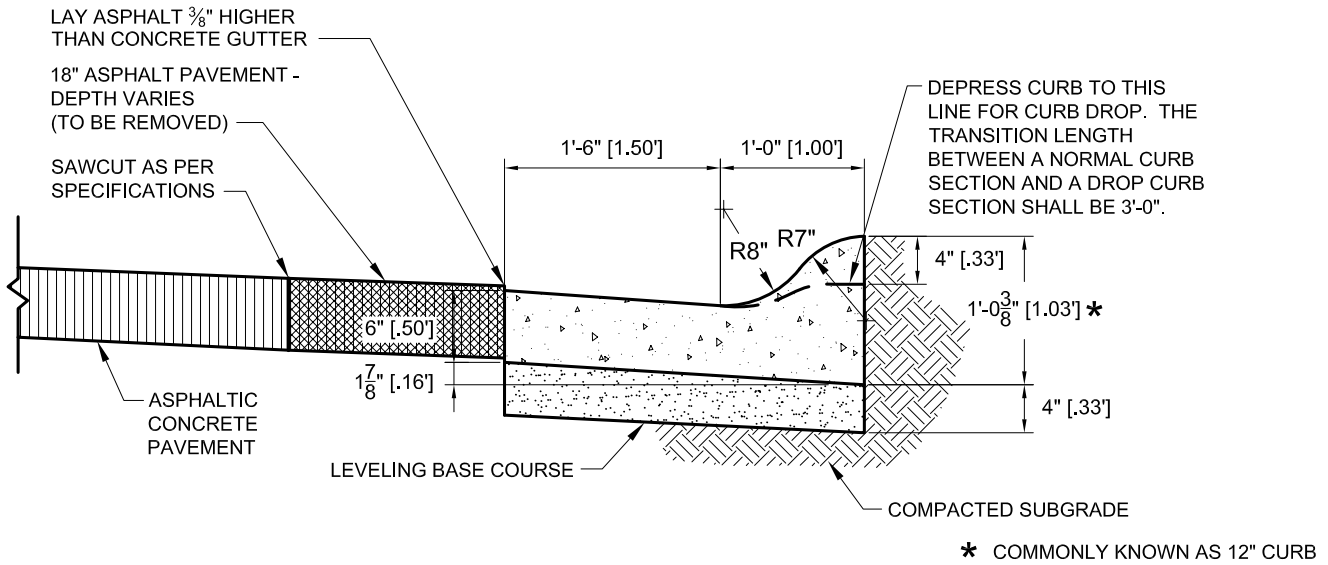 LAY ASPHALT ⅜" HIGHER
THAN CONCRETE GUTTER
18" ASPHALT PAVEMENT -
DEPTH VARIES
(TO BE REMOVED)
SAWCUT AS PER
SPECIFICATIONS
1'-6" [1.50']
1'-0" [1.00']
DEPRESS CURB TO THIS
LINE FOR CURB DROP. THE
TRANSITION LENGTH
BETWEEN A NORMAL CURB
SECTION AND A DROP CURB
SECTION SHALL BE 3'-0".
R8"
R7"
4" [.33']
1'-0⅜" [1.03'] *
6" [.50']
1⅞" [.16']
4" [.33']
ASPHALTIC
CONCRETE
PAVEMENT
LEVELING BASE COURSE
COMPACTED SUBGRADE
* COMMONLY KNOWN AS 12" CURB